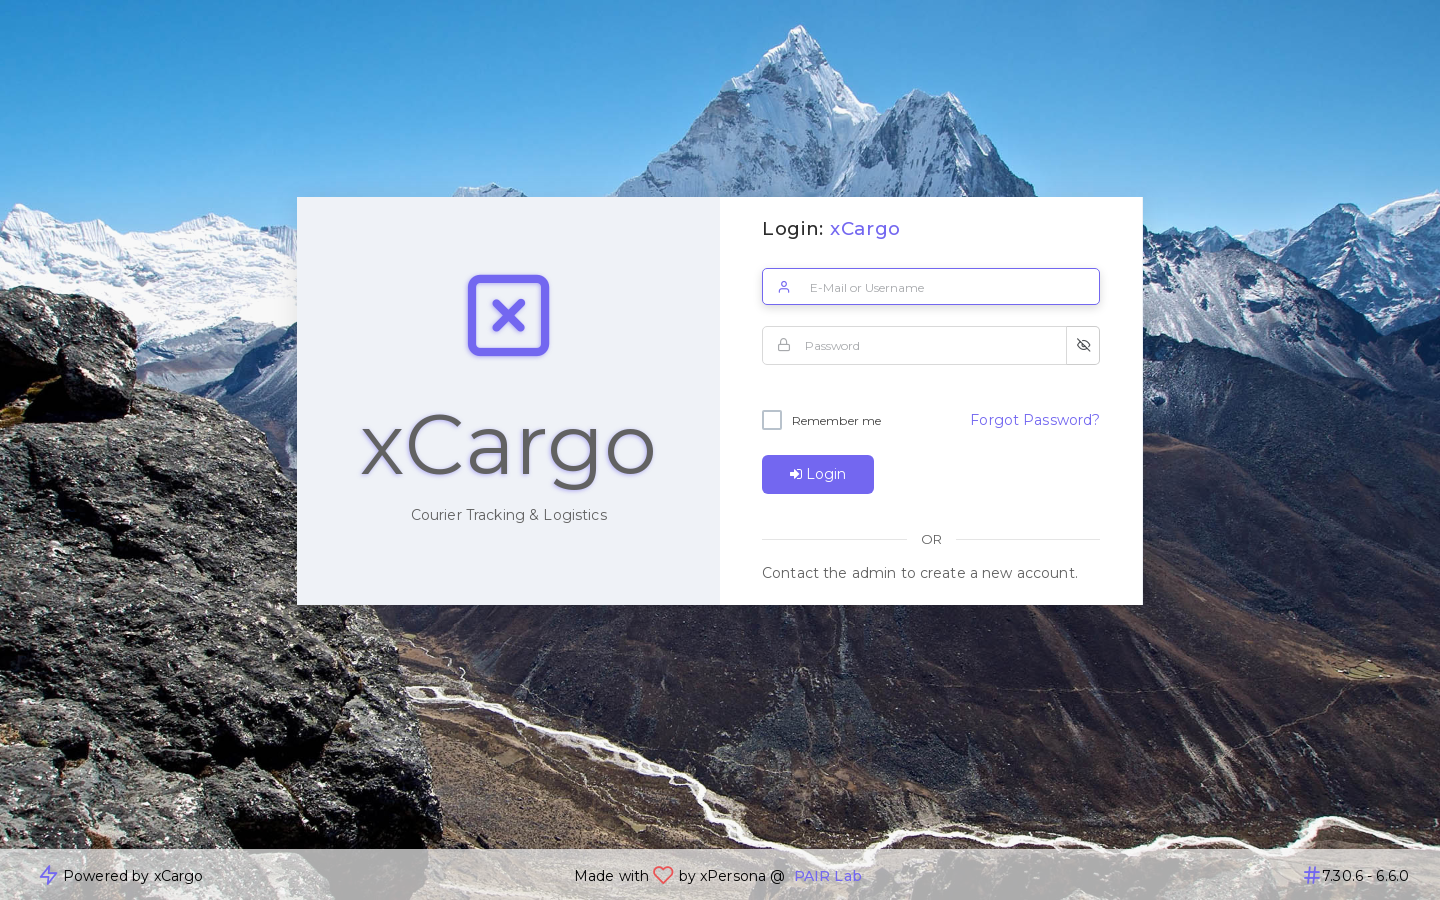 xCargo
Courier Tracking & Logistics
Login: xCargo
E-Mail or Username
Password
Remember me
Forgot Password?
Login
OR
Contact the admin to create a new account.
Powered by xCargo
Made with by xPersona @ PAIR Lab
7.30.6 - 6.6.0